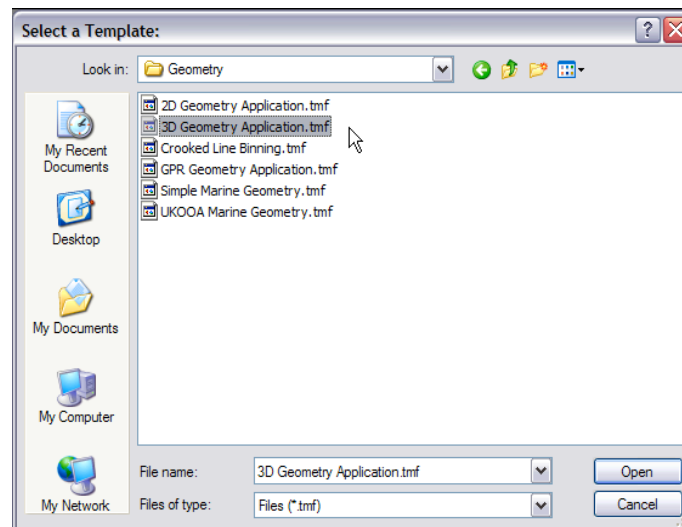 Select a Template:
Look in: Geometry
2D Geometry Application.tmf
3D Geometry Application.tmf
Crooked Line Binning.tmf
GPR Geometry Application.tmf
Simple Marine Geometry.tmf
UKOOA Marine Geometry.tmf
My Recent
Documents
Desktop
My Documents
My Computer
My Network
File name: 3D Geometry Application.tmf Open
Files of type: Files (*.tmf) Cancel